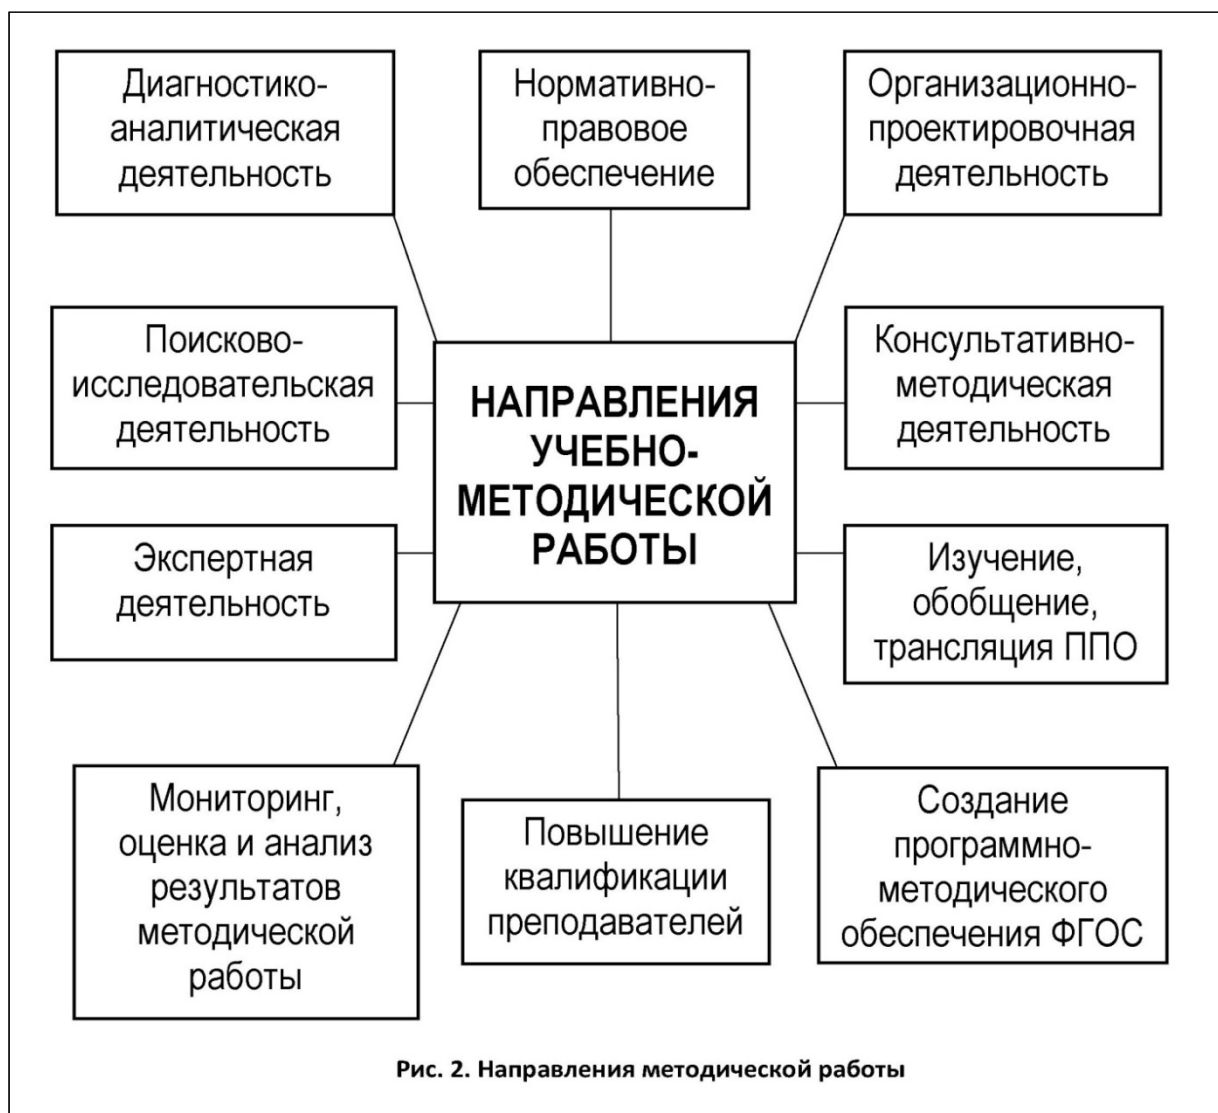 Диагностико-
аналитическая
деятельность
Нормативно-
правовое
обеспечение
Организационно-
проектировочная
деятельность
Поисково-
исследовательская
деятельность
НАПРАВЛЕНИЯ
УЧЕБНО-
МЕТОДИЧЕСКОЙ
РАБОТЫ
Консультативно-
методическая
деятельность
Экспертная
деятельность
Изучение,
обобщение,
трансляция ППО
Мониторинг,
оценка и анализ
результатов
методической
работы
Повышение
квалификации
преподавателей
Создание
программно-
методического
обеспечения ФГОС
Рис. 2. Направления методической работы